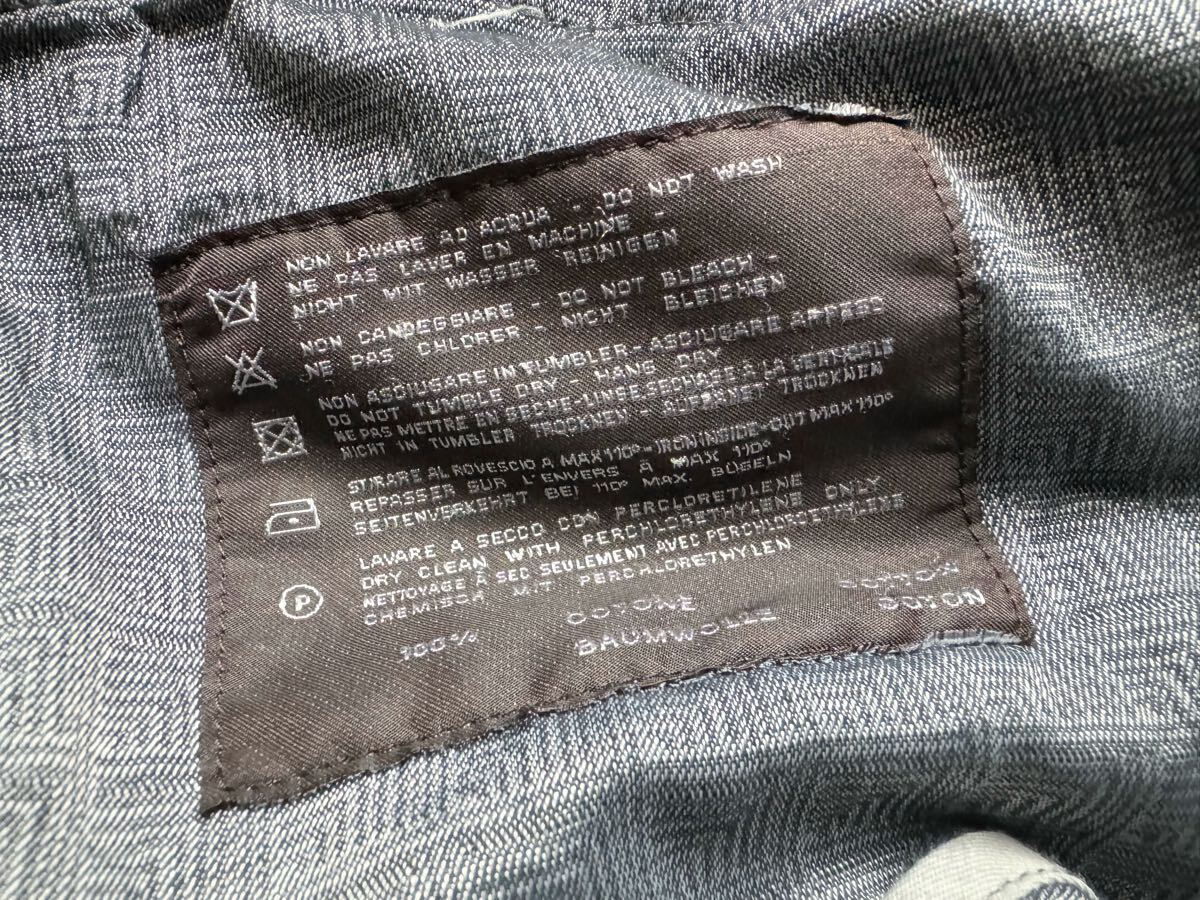 NON LAVARE AD ACQUA - DO NOT WASH
NE PAS LAVER EN MACHINE -
NICHT MIT WASSER REINIGEN
NON CANDEGGIARE - DO NOT BLEACH -
NE PAS CHLORER - NICHT BLEICHEN
NON ASCIUGARE IN TUMBLER - ASCIUGARE APPESO
DO NOT TUMBLE DRY - HANG DRY
NE PAS METTRE EN SECHE-LINGE SECHOGE À LA VERTICALE
NICHT IN TUMBLER TROCKNEN - AUFGENET TROCKNEN
STIRARE AL ROVESCIO A MAX 110° - IRON INSIDE-OUT MAX 110°
REPASSER SUR L'ENVERS À MAX 110°
SEITENVERKEHRT BEI 110° MAX. BÜGELN
LAVARE A SECCO CON PERCLORETILENE
DRY CLEAN WITH PERCHLORETHYLENE ONLY
NETTOYAGE À SEC SEULEMENT AVEC PERCHLOROETHYLENE
CHEMISCH MIT PERCHLORETHYLEN
P
100% COTONE COTTON
BAUMWOLLE COTON